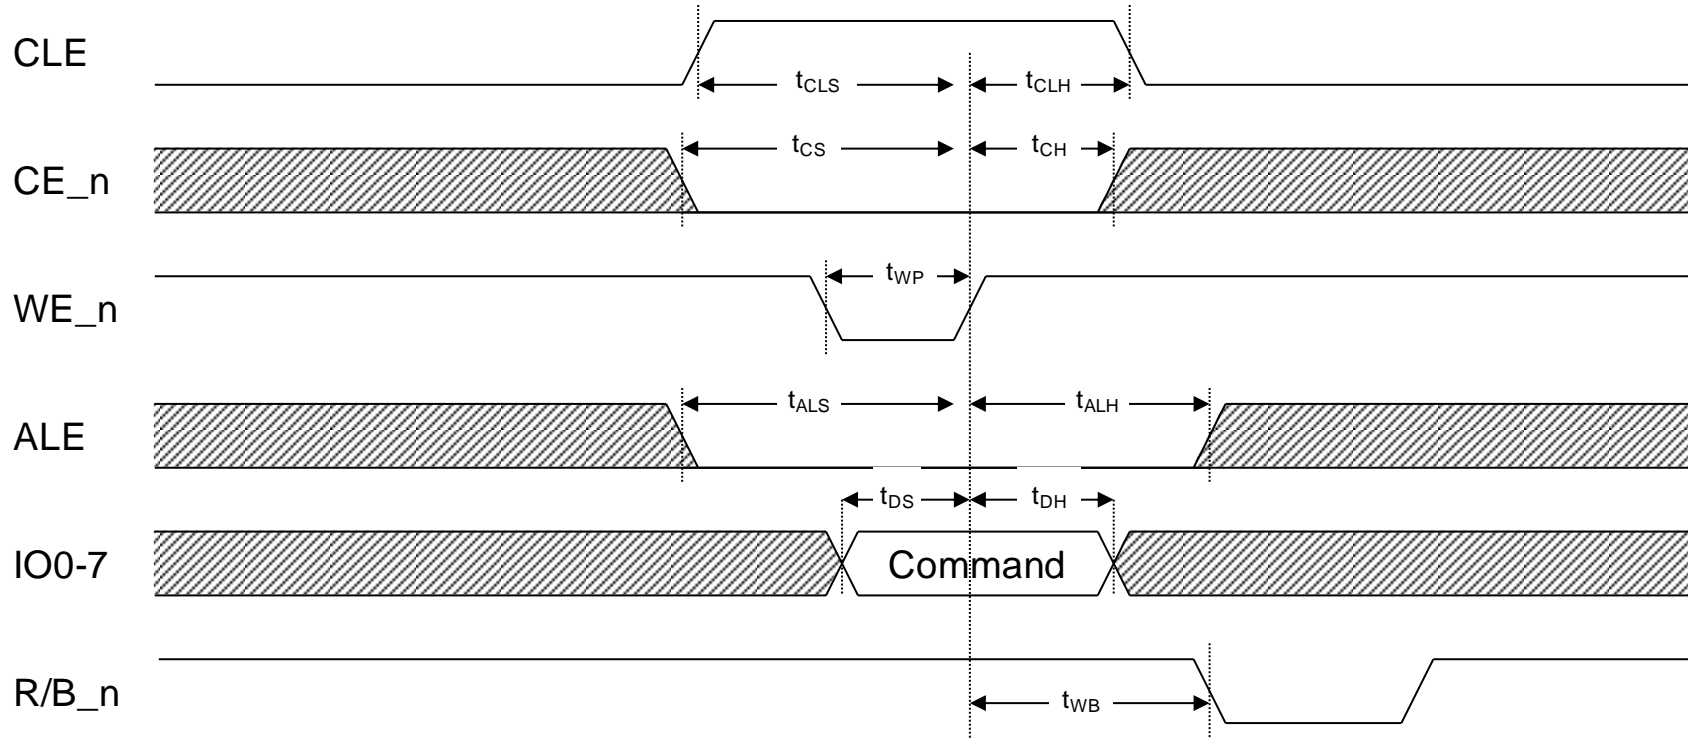 CLE
tCLS
tCLH
CE_n
tCS
tCH
WE_n
tWP
ALE
tALS
tALH
tDS
tDH
IO0-7
Command
R/B_n
tWB